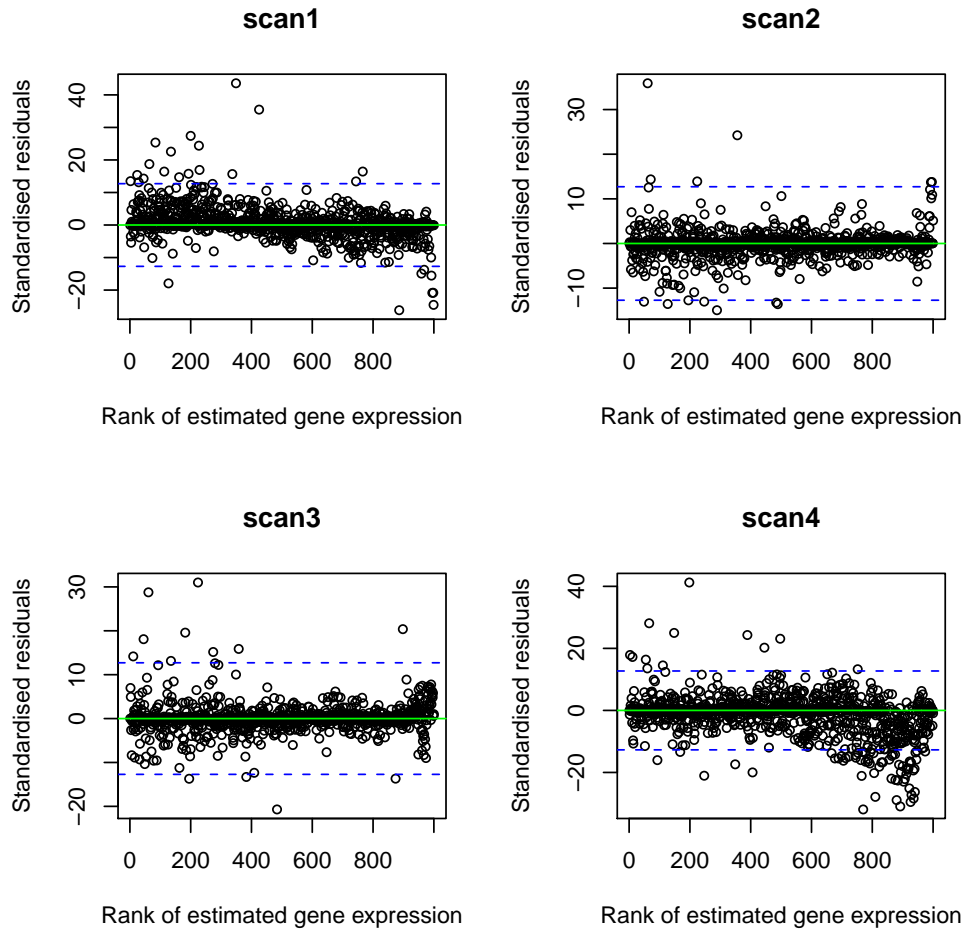 scan1
scan2
Standardised residuals
40
20
0
−20
0 200 400 600 800
Rank of estimated gene expression
Standardised residuals
30
10
−10
0 200 400 600 800
Rank of estimated gene expression
scan3
scan4
Standardised residuals
30
10
0
−20
0 200 400 600 800
Rank of estimated gene expression
Standardised residuals
40
20
0
−20
0 200 400 600 800
Rank of estimated gene expression